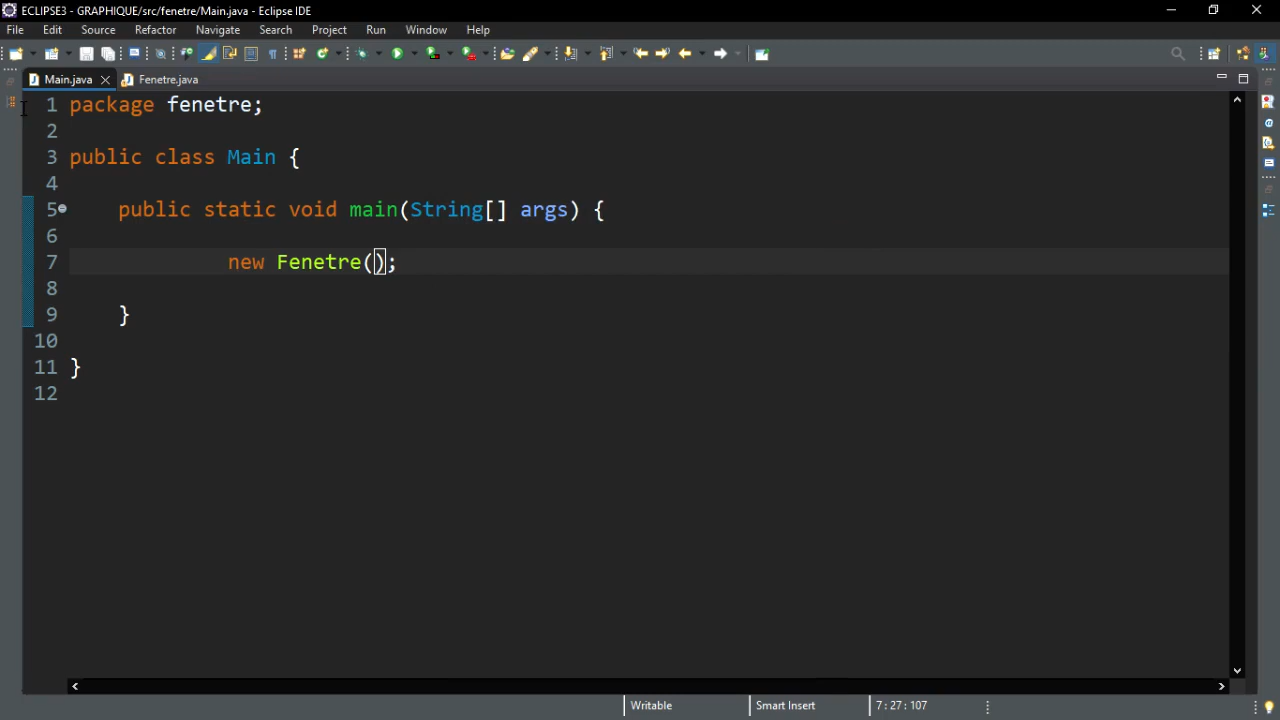 ECLIPSE3 - GRAPHIQUE/src/fenetre/Main.java - Eclipse IDE
File Edit Source Refactor Navigate Search Project Run Window Help
Main.java Fenetre.java
1 package fenetre;
2
3 public class Main {
4
5 public static void main(String[] args) {
6
7 new Fenetre();
8
9 }
10
11 }
12
Writable Smart Insert 7 : 27 : 107